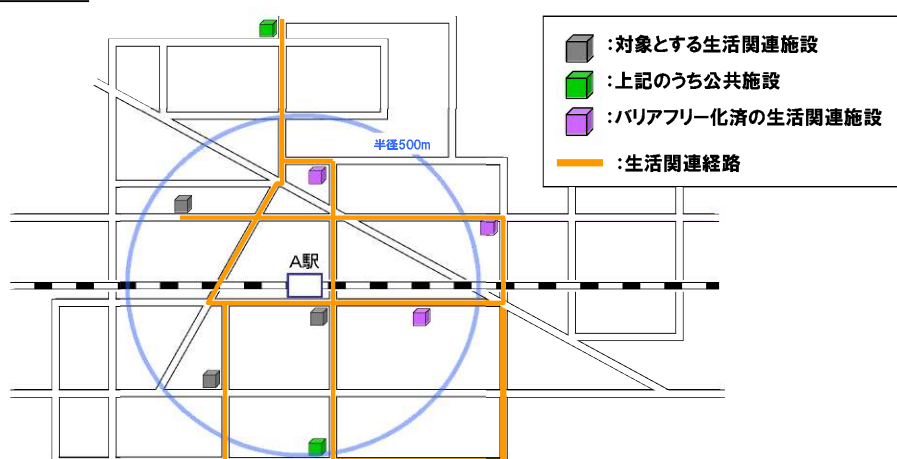 :対象とする生活関連施設
:上記のうち公共施設
:バリアフリー化済の生活関連施設
:生活関連経路
半径500m
A駅